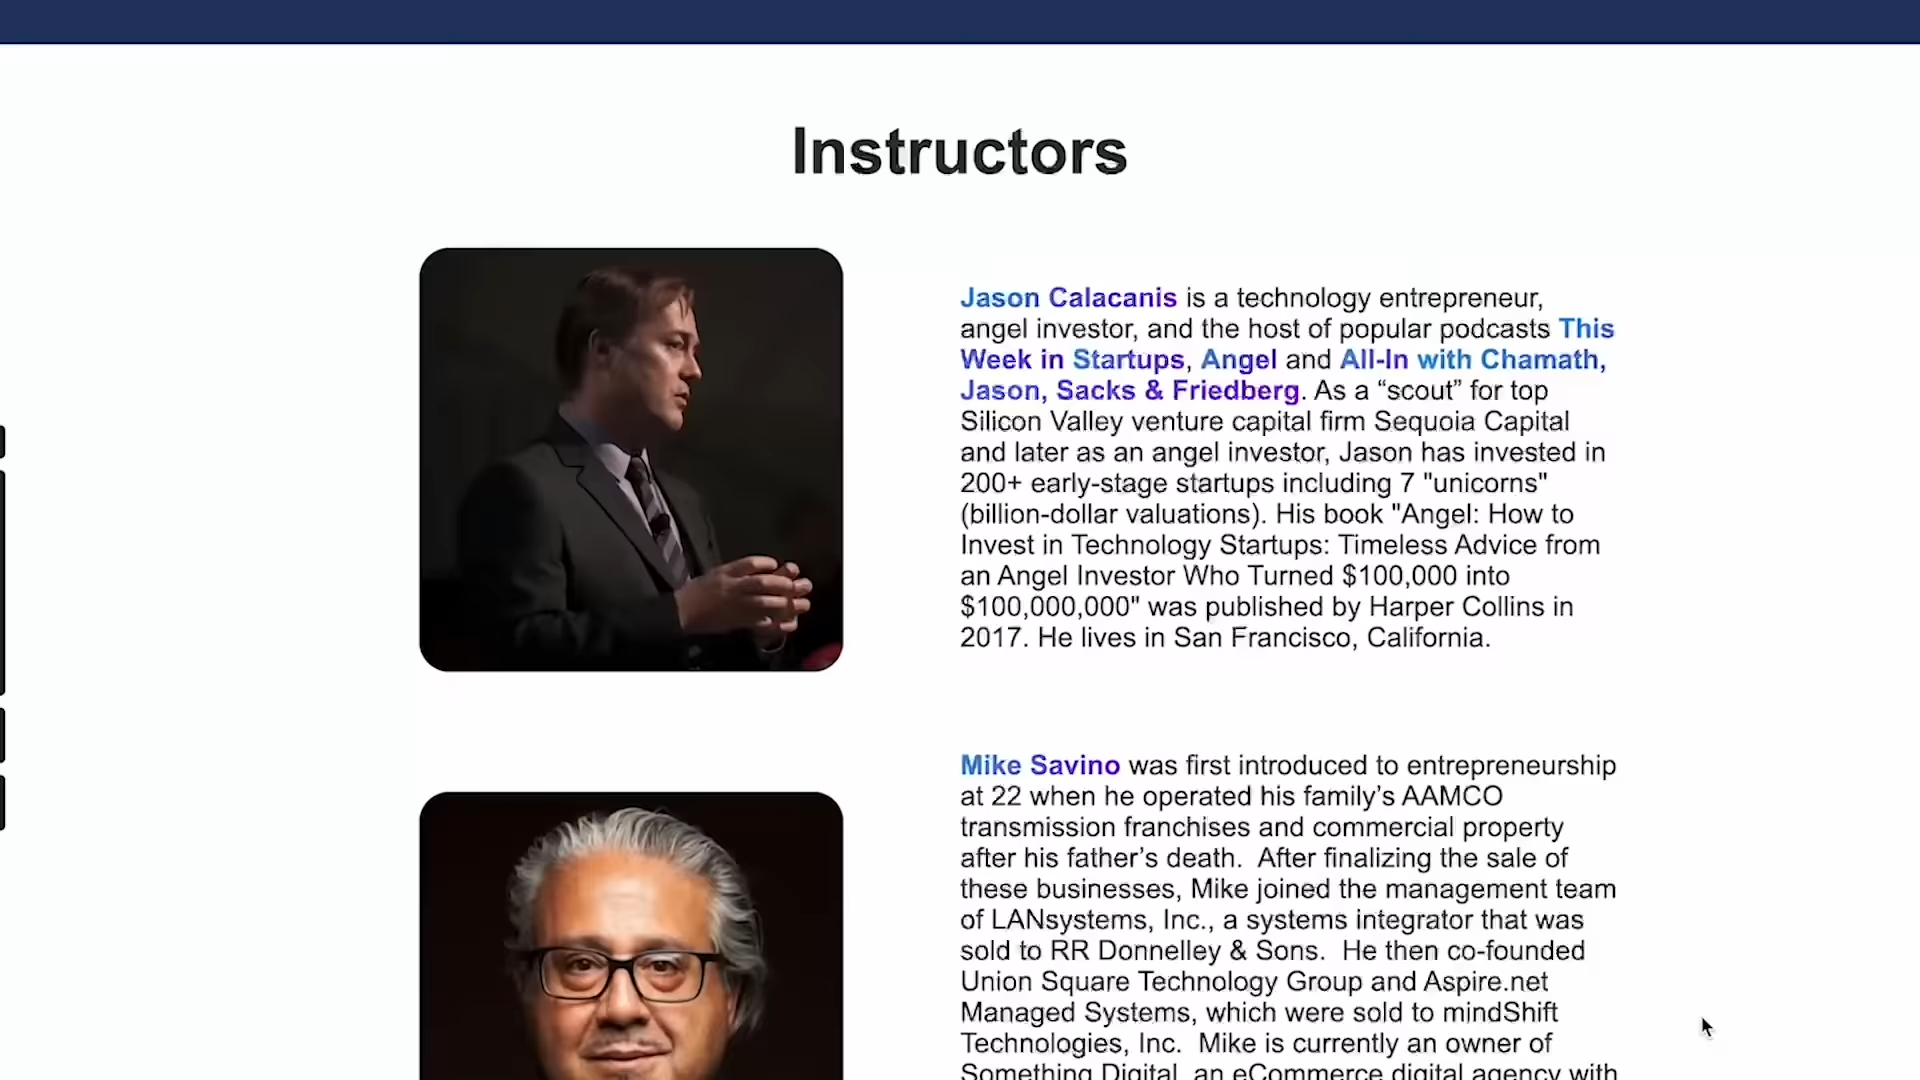 Instructors
Jason Calacanis is a technology entrepreneur,
angel investor, and the host of popular podcasts This
Week in Startups, Angel and All-In with Chamath,
Jason, Sacks & Friedberg. As a “scout” for top
Silicon Valley venture capital firm Sequoia Capital
and later as an angel investor, Jason has invested in
200+ early-stage startups including 7 "unicorns"
(billion-dollar valuations). His book "Angel: How to
Invest in Technology Startups: Timeless Advice from
an Angel Investor Who Turned $100,000 into
$100,000,000" was published by Harper Collins in
2017. He lives in San Francisco, California.
Mike Savino was first introduced to entrepreneurship
at 22 when he operated his family’s AAMCO
transmission franchises and commercial property
after his father’s death.  After finalizing the sale of
these businesses, Mike joined the management team
of LANsystems, Inc., a systems integrator that was
sold to RR Donnelley & Sons.  He then co-founded
Union Square Technology Group and Aspire.net
Managed Systems, which were sold to mindShift
Technologies, Inc.  Mike is currently an owner of
Something Digital, an eCommerce digital agency with